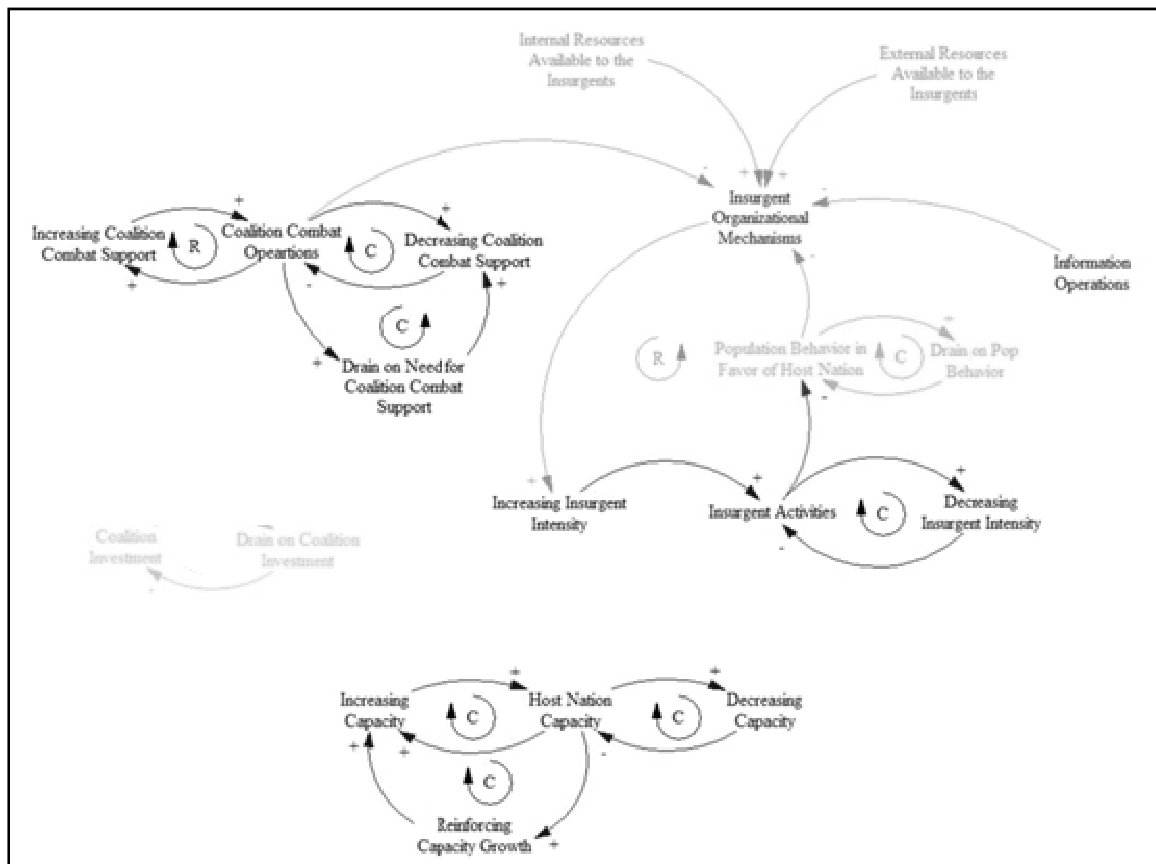 Internal Resources
Available to the
Insurgents
External Resources
Available to the
Insurgents
-
+
+
-
Insurgent
Organizational
Mechanisms
-
Information
Operations
+
+
Increasing Coalition
Combat Support
R
Coalition Combat
Opeartions
C
Decreasing Coalition
Combat Support
+
-
+
C
+
Drain on Need for
Coalition Combat
Support
R
Population Behavior in
Favor of Host Nation
C
Drain on Pop
Behavior
+
-
-
+
Increasing Insurgent
Intensity
+
Insurgent Activities
C
+
Decreasing
Insurgent Intensity
-
Coalition
Investment
Drain on Coalition
Investment
-
+
+
Increasing
Capacity
C
Host Nation
Capacity
C
Decreasing
Capacity
+
+
-
C
Reinforcing
Capacity Growth
+